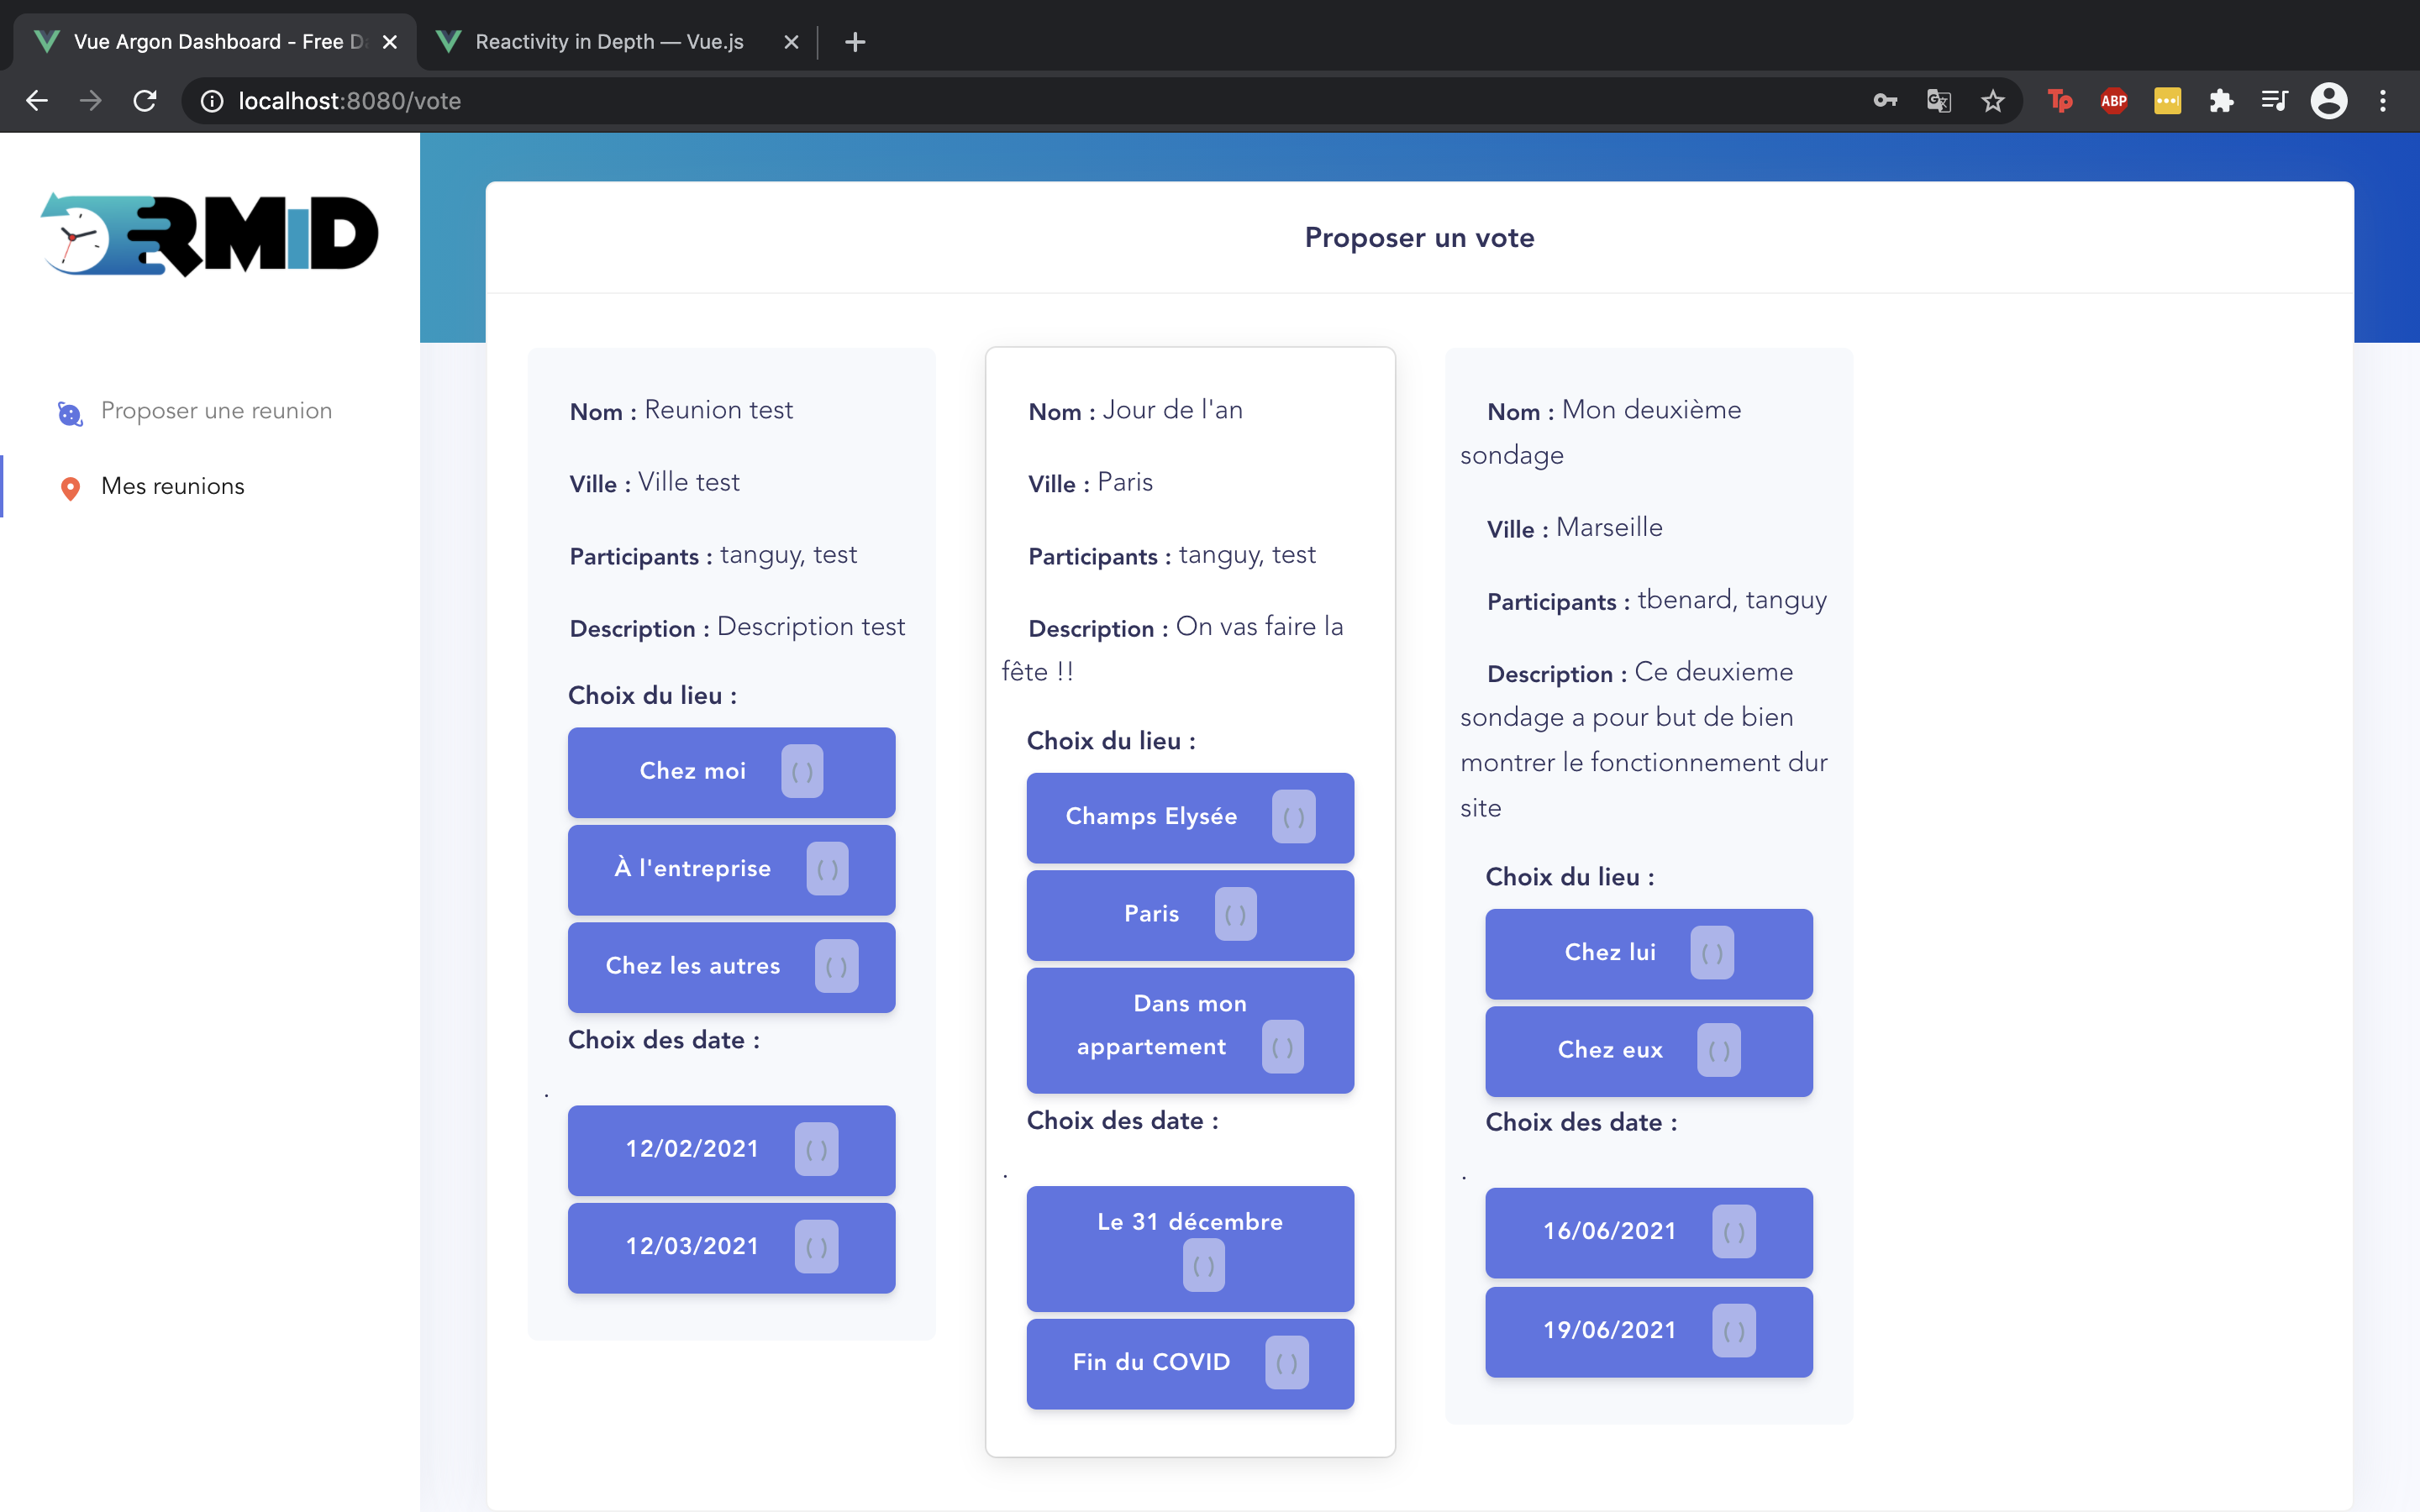 Vue Argon Dashboard - Free D
Reactivity in Depth — Vue.js
localhost:8080/vote
Tp
ABP
RMiD
Proposer une reunion
Mes reunions
Proposer un vote
Nom : Reunion test
Ville : Ville test
Participants : tanguy, test
Description : Description test
Choix du lieu :
Chez moi ( )
À l'entreprise ( )
Chez les autres ( )
Choix des date :
.
12/02/2021 ( )
12/03/2021 ( )
Nom : Jour de l'an
Ville : Paris
Participants : tanguy, test
Description : On vas faire la
fête !!
Choix du lieu :
Champs Elysée ( )
Paris ( )
Dans mon
appartement ( )
Choix des date :
.
Le 31 décembre
( )
Fin du COVID ( )
Nom : Mon deuxième
sondage
Ville : Marseille
Participants : tbenard, tanguy
Description : Ce deuxieme
sondage a pour but de bien
montrer le fonctionnement dur
site
Choix du lieu :
Chez lui ( )
Chez eux ( )
Choix des date :
.
16/06/2021 ( )
19/06/2021 ( )